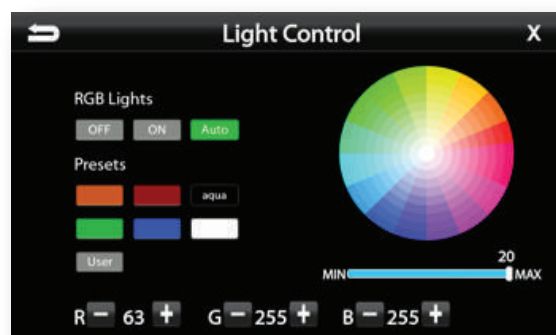 Light Control X
RGB Lights
OFF ON Auto
Presets
aqua
User
20
MIN MAX
R − 63 + G − 255 + B − 255 +